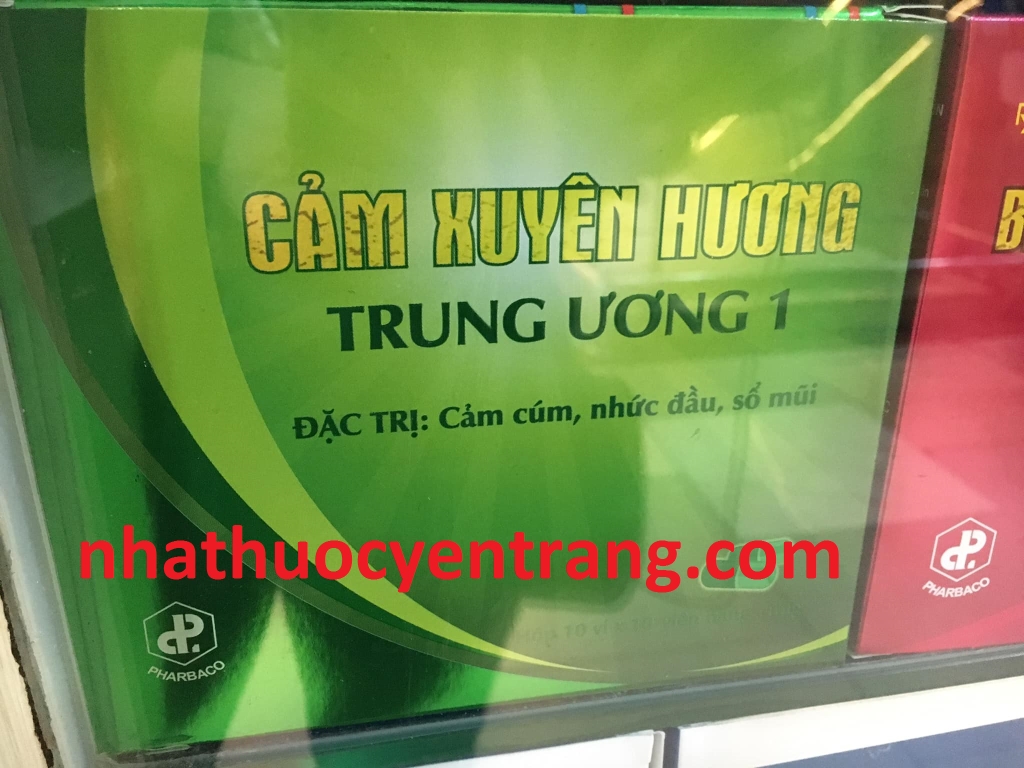 CẢM XUYÊN HƯƠNG
TRUNG ƯƠNG 1
ĐẶC TRỊ: Cảm cúm, nhức đầu, sổ mũi
nhathuocyentrang.com
PHARBACO
PHARBACO